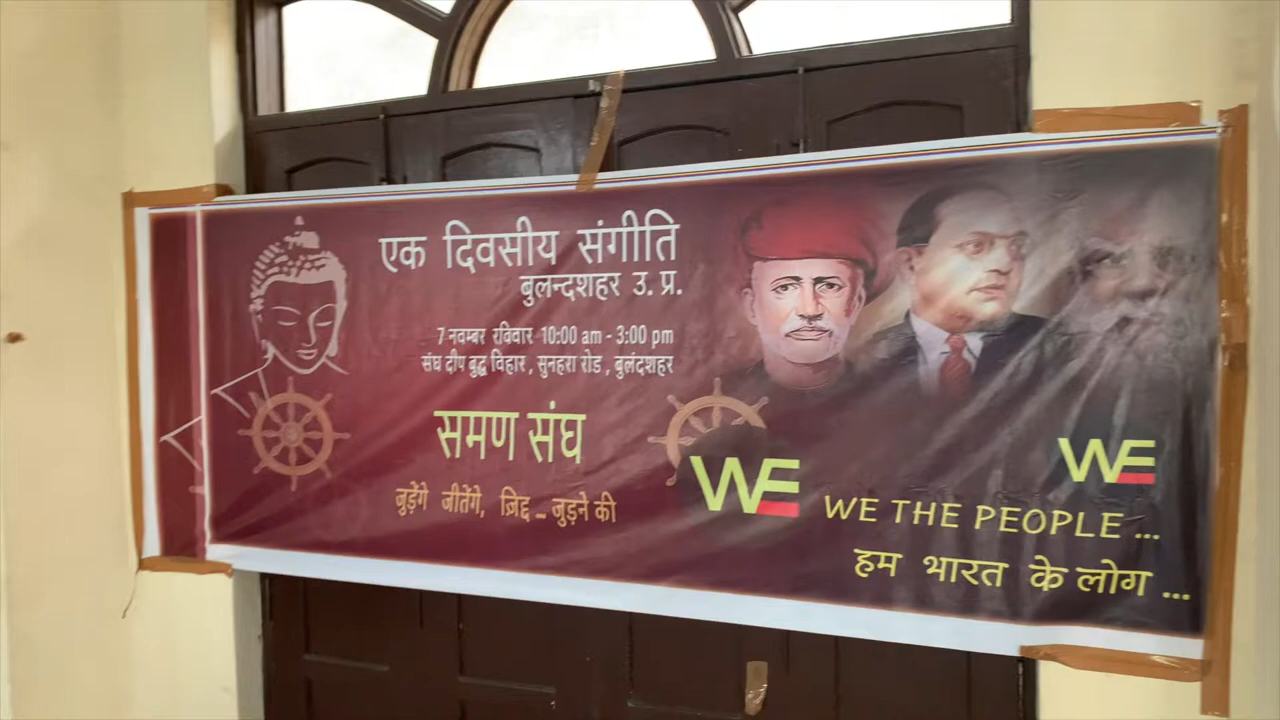 एक दिवसीय संगीति
बुलन्दशहर उ. प्र.
7 नवम्बर रविवार 10:00 am - 3:00 pm
संघ दीप बुद्ध विहार , सुनहरा रोड , बुलंदशहर
समण संघ
जुड़ेंगे जीतेंगे, ज़िद्द ... जुड़ने की
WE
WE
WE THE PEOPLE ...
हम भारत के लोग ...